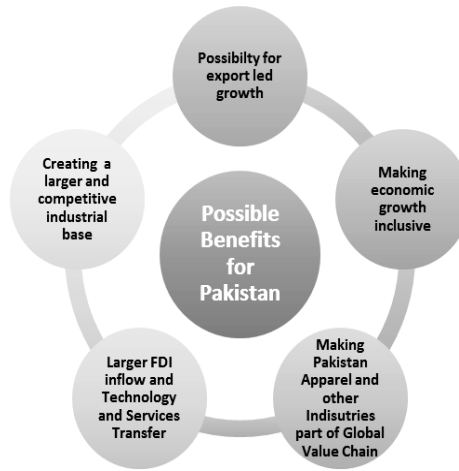 Possibilty for
export led
growth
Making
economic
growth
inclusive
Making
Pakistan
Apparel and
other
Indisutries
part of Global
Value Chain
Larger FDI
inflow and
Technology
and Services
Transfer
Creating a
larger and
competitive
industrial
base
Possible
Benefits
for
Pakistan